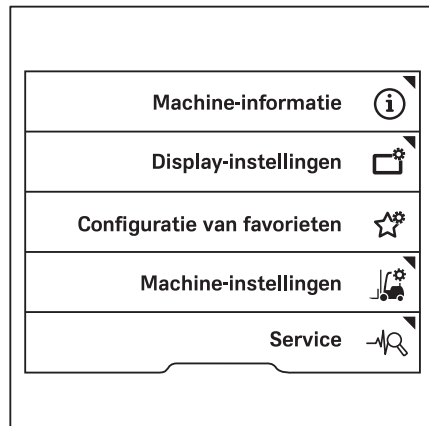 Machine-informatie
Display-instellingen
Configuratie van favorieten
Machine-instellingen
Service